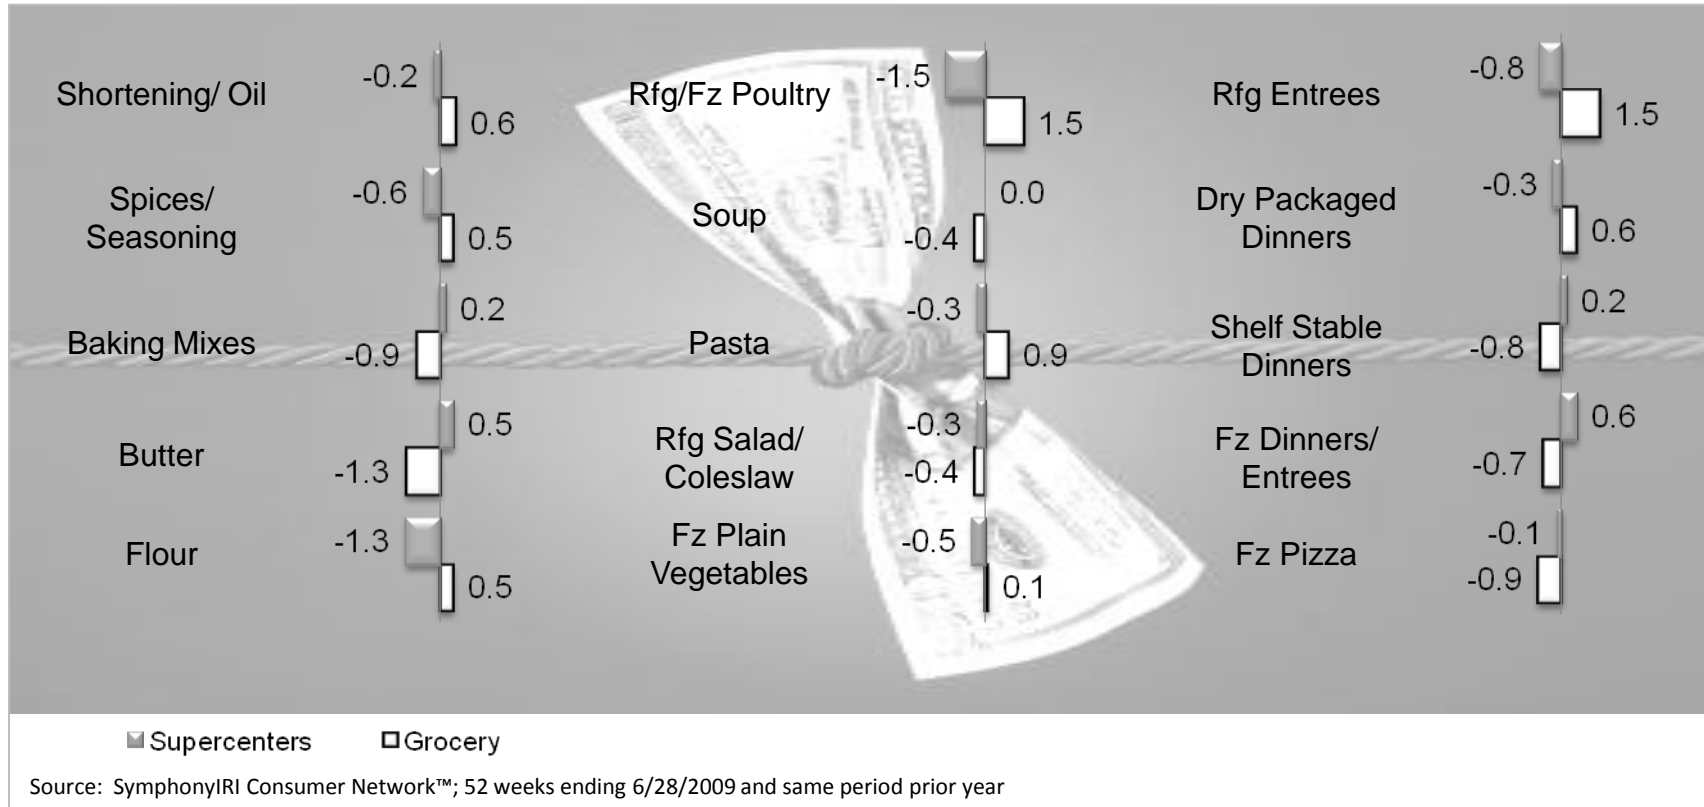 Shortening/ Oil
-0.2
0.6
Spices/
Seasoning
-0.6
0.5
Baking Mixes
0.2
-0.9
Butter
0.5
-1.3
Flour
-1.3
0.5
Rfg/Fz Poultry
-1.5
1.5
Soup
0.0
-0.4
Pasta
-0.3
0.9
Rfg Salad/
Coleslaw
-0.3
-0.4
Fz Plain
Vegetables
-0.5
0.1
Rfg Entrees
-0.8
1.5
Dry Packaged
Dinners
-0.3
0.6
Shelf Stable
Dinners
0.2
-0.8
Fz Dinners/
Entrees
0.6
-0.7
Fz Pizza
-0.1
-0.9
Supercenters Grocery
Source: SymphonyIRI Consumer Network™; 52 weeks ending 6/28/2009 and same period prior year